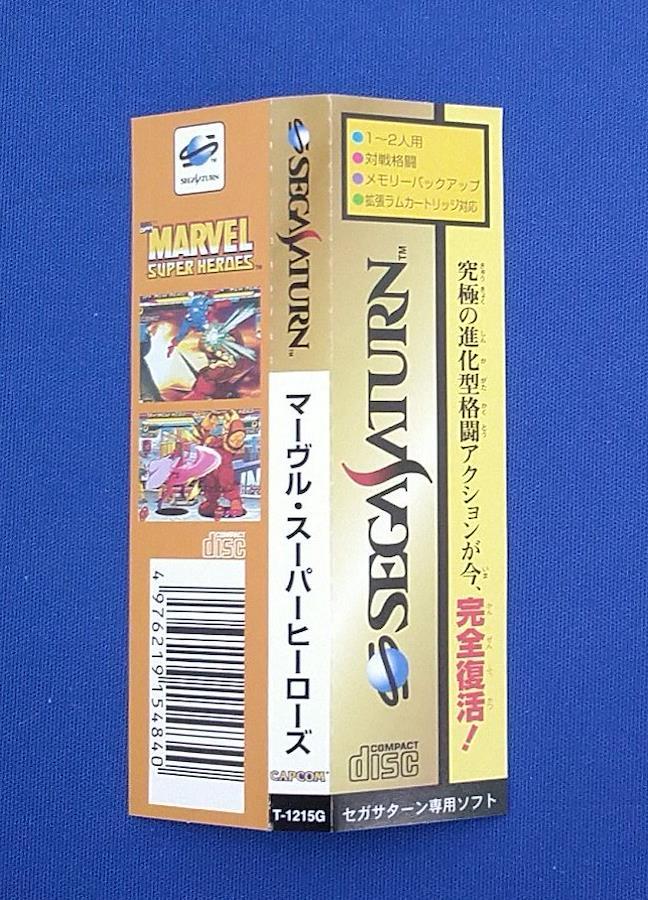 SEGA SATURN
MARVEL
SUPER HEROES™
COMPACT
disc
4 976219 154840
SEGA SATURN™
マーヴル・スーパーヒーローズ
CAPCOM
T-1215G
●1〜2人用
●対戦格闘
●メモリーバックアップ
●拡張ラムカートリッジ対応
SEGA SATURN™
COMPACT
disc
究極の進化型格闘アクションが今、完全復活!
セガサターン専用ソフト